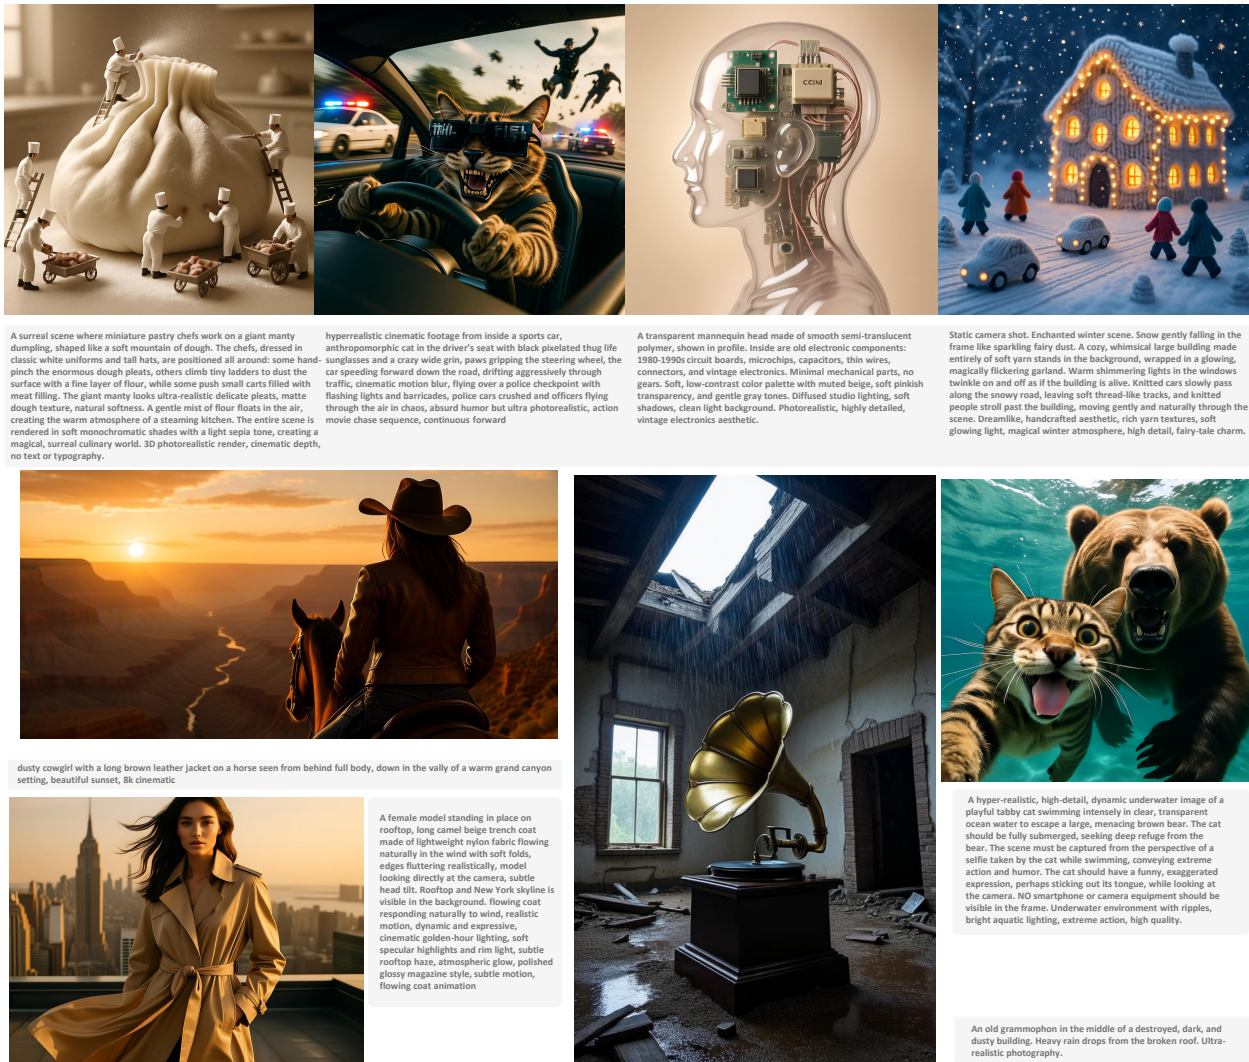 A surreal scene where miniature pastry chefs work on a giant manty
dumpling, shaped like a soft mountain of dough. The chefs, dressed in
classic white uniforms and tall hats, are positioned all around: some hand-
pinch the enormous dough pleats, others climb tiny ladders to dust the
surface with a fine layer of flour, while some push small carts filled with
meat filling. The giant manty looks ultra-realistic delicate pleats, matte
dough texture, natural softness. A gentle mist of flour floats in the air,
creating the warm atmosphere of a steaming kitchen. The entire scene is
rendered in soft monochromatic shades with a light sepia tone, creating a
magical, surreal culinary world. 3D photorealistic render, cinematic depth,
no text or typography.
hyperrealistic cinematic footage from inside a sports car,
anthropomorphic cat in the driver's seat with black pixelated thug life
sunglasses and a crazy wide grin, paws gripping the steering wheel, the
car speeding forward down the road, drifting aggressively through
traffic, cinematic motion blur, flying over a police checkpoint with
flashing lights and barricades, police cars crushed and officers flying
through the air in chaos, absurd humor but ultra photorealistic, action
movie chase sequence, continuous forward
A transparent mannequin head made of smooth semi-translucent
polymer, shown in profile. Inside are old electronic components:
1980-1990s circuit boards, microchips, capacitors, thin wires,
connectors, and vintage electronics. Minimal mechanical parts, no
gears. Soft, low-contrast color palette with muted beige, soft pinkish
transparency, and gentle gray tones. Diffused studio lighting, soft
shadows, clean light background. Photorealistic, highly detailed,
vintage electronics aesthetic.
Static camera shot. Enchanted winter scene. Snow gently falling in the
frame like sparkling fairy dust. A cozy, whimsical large building made
entirely of soft yarn stands in the background, wrapped in a glowing,
magically flickering garland. Warm shimmering lights in the windows
twinkle on and off as if the building is alive. Knitted cars slowly pass
along the snowy road, leaving soft thread-like tracks, and knitted
people stroll past the building, moving gently and naturally through the
scene. Dreamlike, handcrafted aesthetic, rich yarn textures, soft
glowing light, magical winter atmosphere, high detail, fairy-tale charm.
dusty cowgirl with a long brown leather jacket on a horse seen from behind full body, down in the vally of a warm grand canyon
setting, beautiful sunset, 8k cinematic
A female model standing in place on
rooftop, long camel beige trench coat
made of lightweight nylon fabric flowing
naturally in the wind with soft folds,
edges fluttering realistically, model
looking directly at the camera, subtle
head tilt. Rooftop and New York skyline is
visible in the background. flowing coat
responding naturally to wind, realistic
motion, dynamic and expressive,
cinematic golden-hour lighting, soft
specular highlights and rim light, subtle
rooftop haze, atmospheric glow, polished
glossy magazine style, subtle motion,
flowing coat animation
A hyper-realistic, high-detail, dynamic underwater image of a
playful tabby cat swimming intensely in clear, transparent
ocean water to escape a large, menacing brown bear. The cat
should be fully submerged, seeking deep refuge from the
bear. The scene must be captured from the perspective of a
selfie taken by the cat while swimming, conveying extreme
action and humor. The cat should have a funny, exaggerated
expression, perhaps sticking out its tongue, while looking at
the camera. NO smartphone or camera equipment should be
visible in the frame. Underwater environment with ripples,
bright aquatic lighting, extreme action, high quality.
An old grammophon in the middle of a destroyed, dark, and
dusty building. Heavy rain drops from the broken roof. Ultra-
realistic photography.